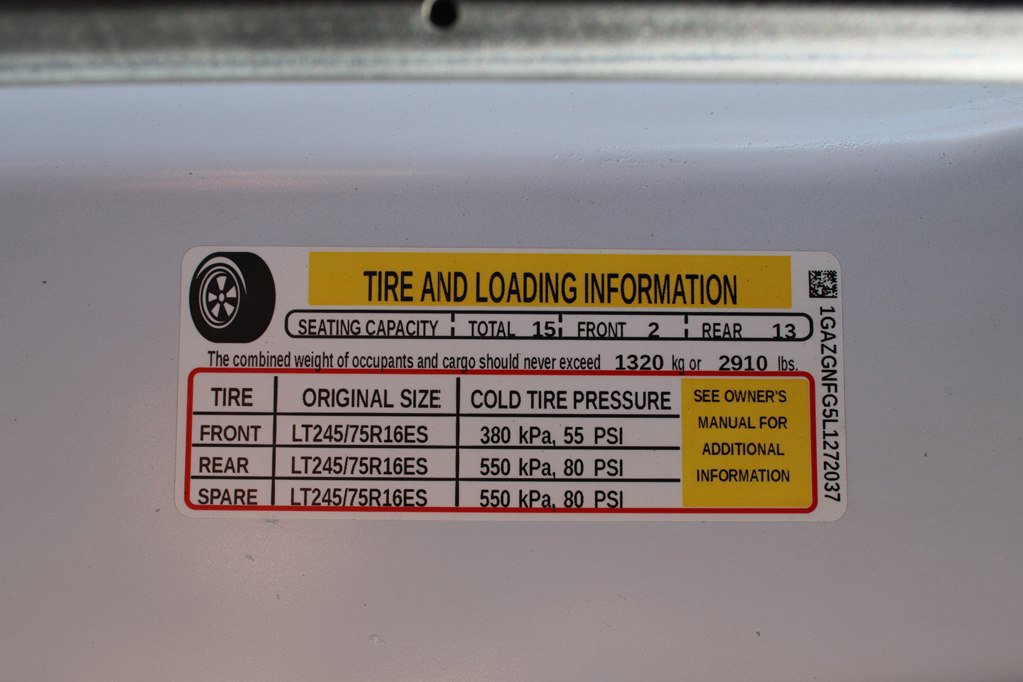 TIRE AND LOADING INFORMATION
SEATING CAPACITY TOTAL 15 FRONT 2 REAR 13
The combined weight of occupants and cargo should never exceed 1320 kg or 2910 lbs.
TIRE ORIGINAL SIZE COLD TIRE PRESSURE
FRONT LT245/75R16ES 380 kPa, 55 PSI
REAR LT245/75R16ES 550 kPa, 80 PSI
SPARE LT245/75R16ES 550 kPa, 80 PSI
SEE OWNER'S
MANUAL FOR
ADDITIONAL
INFORMATION
1GAZGNFG5L1272037